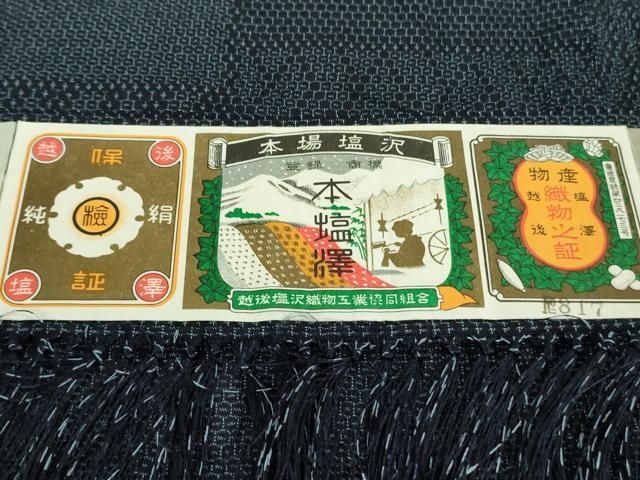 越 保 後
純 検 絹
塩 証 澤
本場塩沢
登録 商標
本塩澤
越後塩沢織物工業協同組合
産物
織物之証
越後
塩澤
817